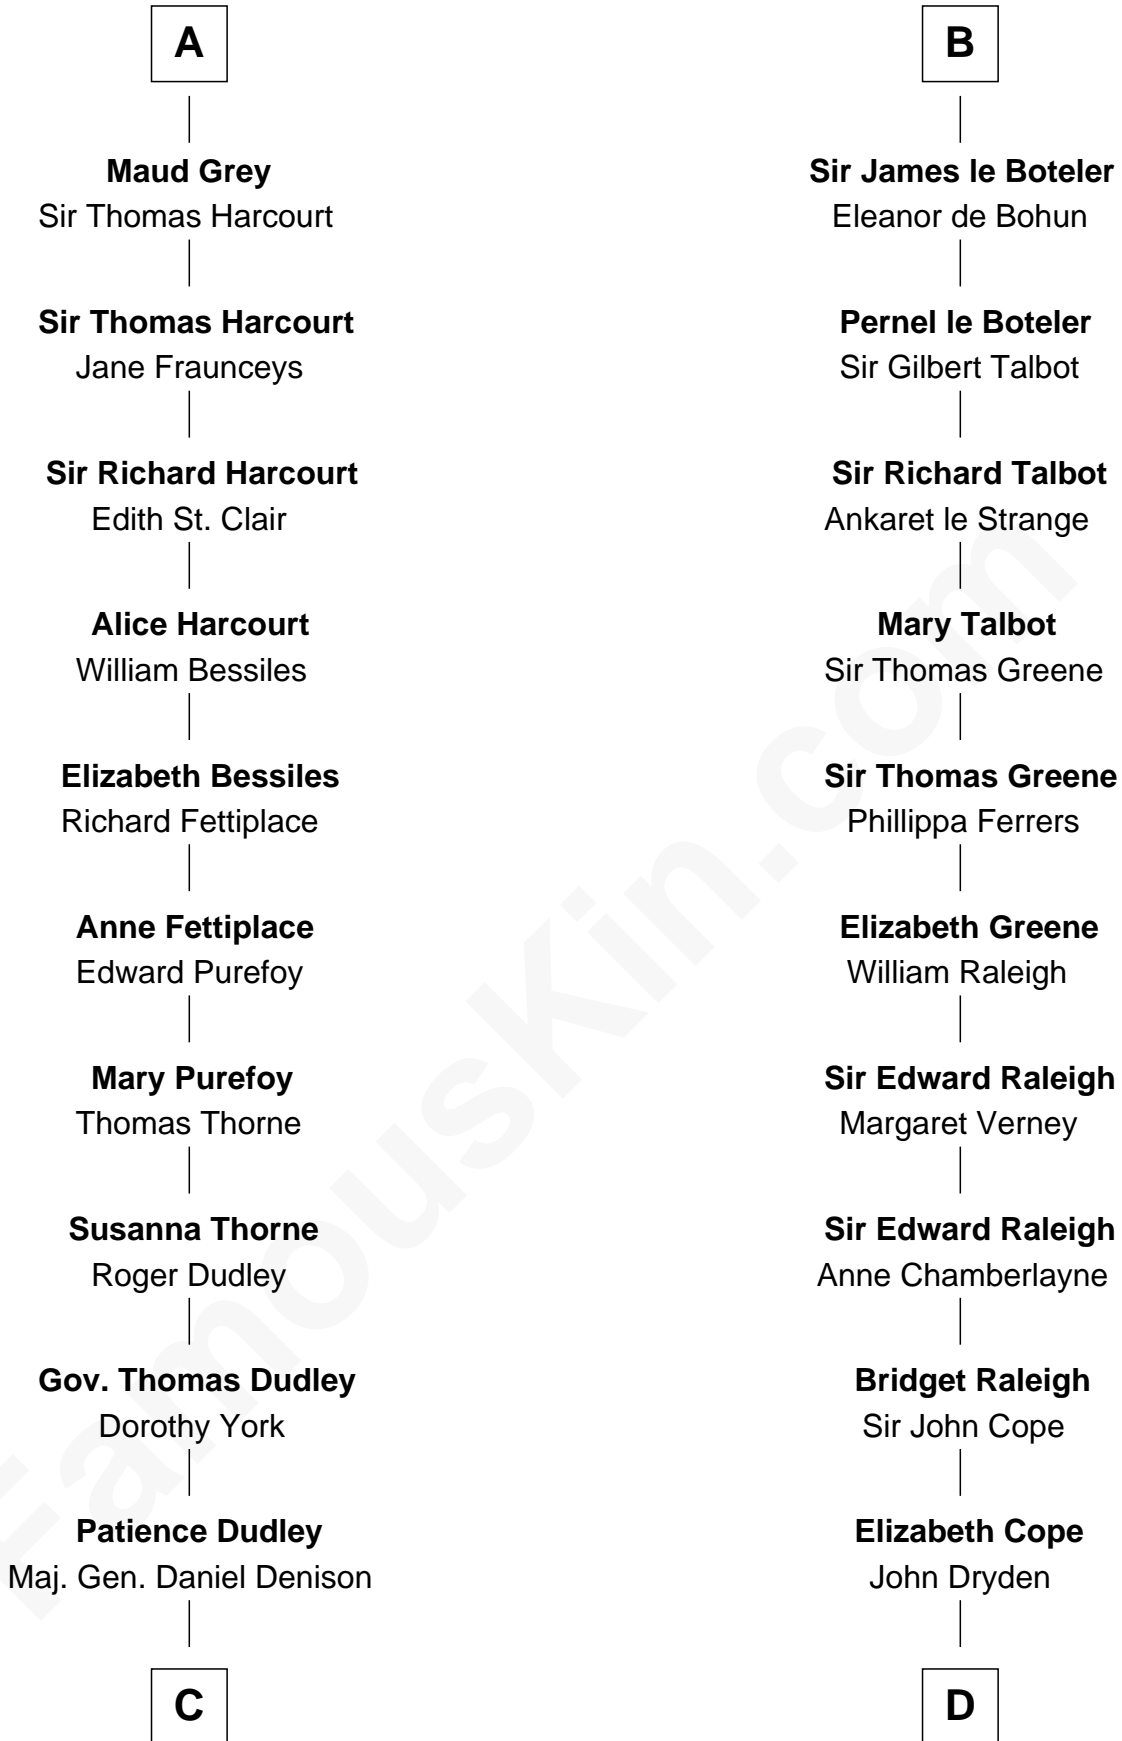 A
Maud Grey
Sir Thomas Harcourt
Sir Thomas Harcourt
Jane Fraunceys
Sir Richard Harcourt
Edith St. Clair
Alice Harcourt
William Bessiles
Elizabeth Bessiles
Richard Fettiplace
Anne Fettiplace
Edward Purefoy
Mary Purefoy
Thomas Thorne
Susanna Thorne
Roger Dudley
Gov. Thomas Dudley
Dorothy York
Patience Dudley
Maj. Gen. Daniel Denison
C
B
Sir James le Boteler
Eleanor de Bohun
Pernel le Boteler
Sir Gilbert Talbot
Sir Richard Talbot
Ankaret le Strange
Mary Talbot
Sir Thomas Greene
Sir Thomas Greene
Phillippa Ferrers
Elizabeth Greene
William Raleigh
Sir Edward Raleigh
Margaret Verney
Sir Edward Raleigh
Anne Chamberlayne
Bridget Raleigh
Sir John Cope
Elizabeth Cope
John Dryden
D
FamousKin.com